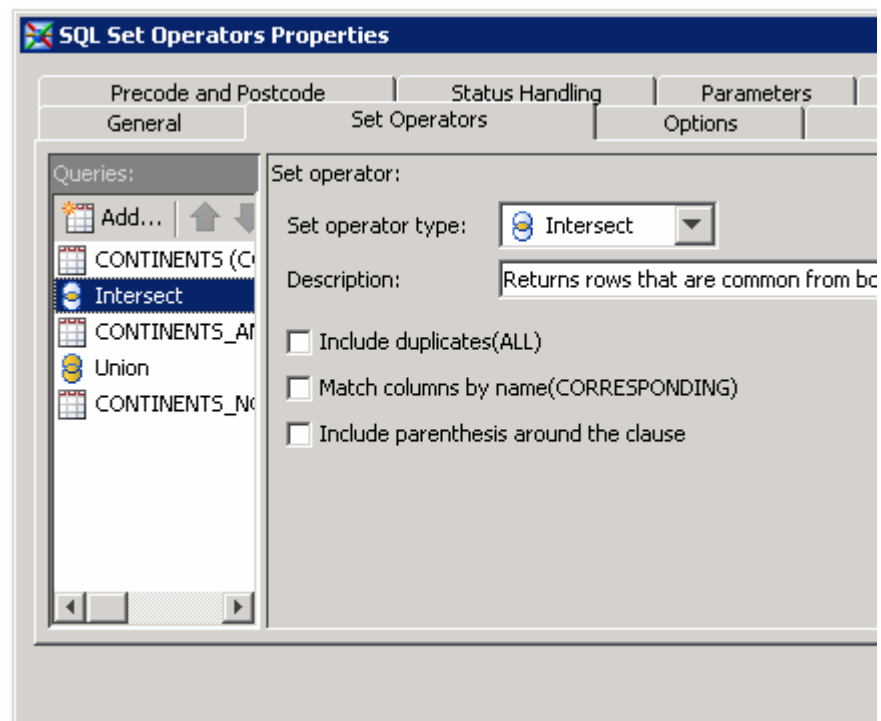 SQL Set Operators Properties
Precode and Postcode
Status Handling
Parameters
General
Set Operators
Options
Queries:
Add...
CONTINENTS (C
Intersect
CONTINENTS_A
Union
CONTINENTS_N
Set operator:
Set operator type:
Intersect
Description:
Returns rows that are common from bo
Include duplicates(ALL)
Match columns by name(CORRESPONDING)
Include parenthesis around the clause